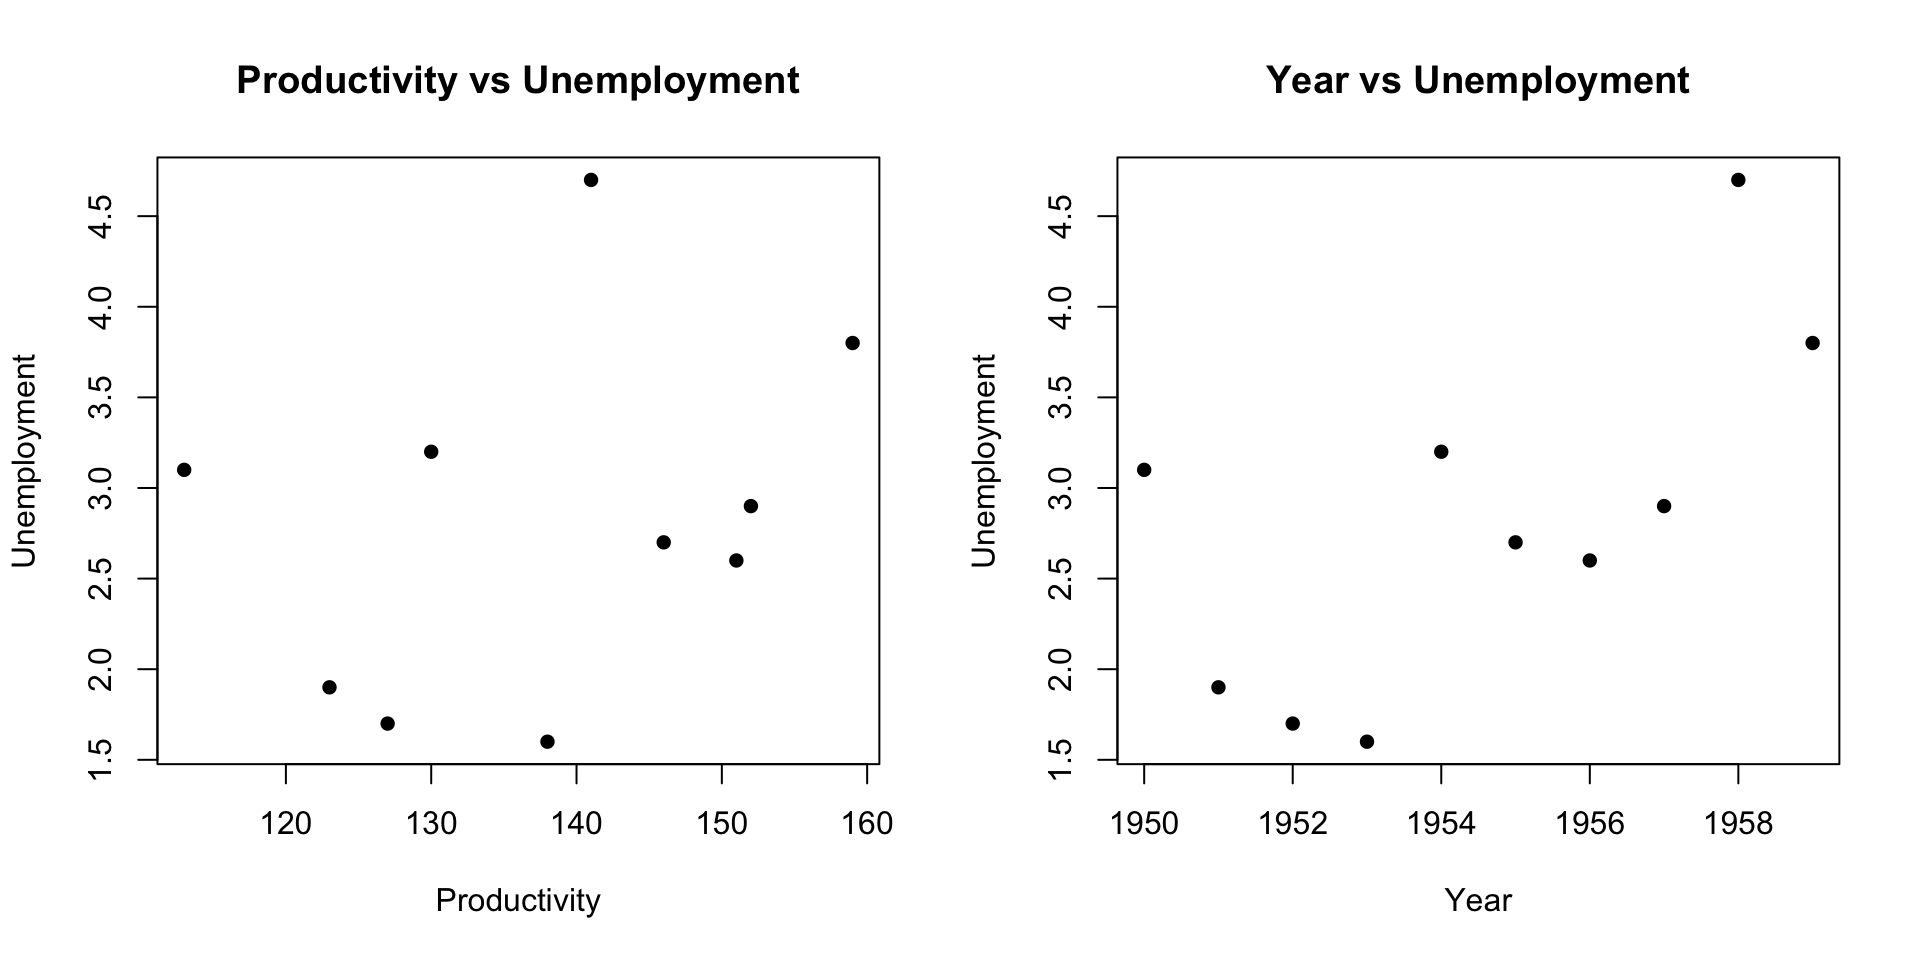 Productivity vs Unemployment
Unemployment
4.5
4.0
3.5
3.0
2.5
2.0
1.5
120 130 140 150 160
Productivity
Year vs Unemployment
Unemployment
4.5
4.0
3.5
3.0
2.5
2.0
1.5
1950 1952 1954 1956 1958
Year